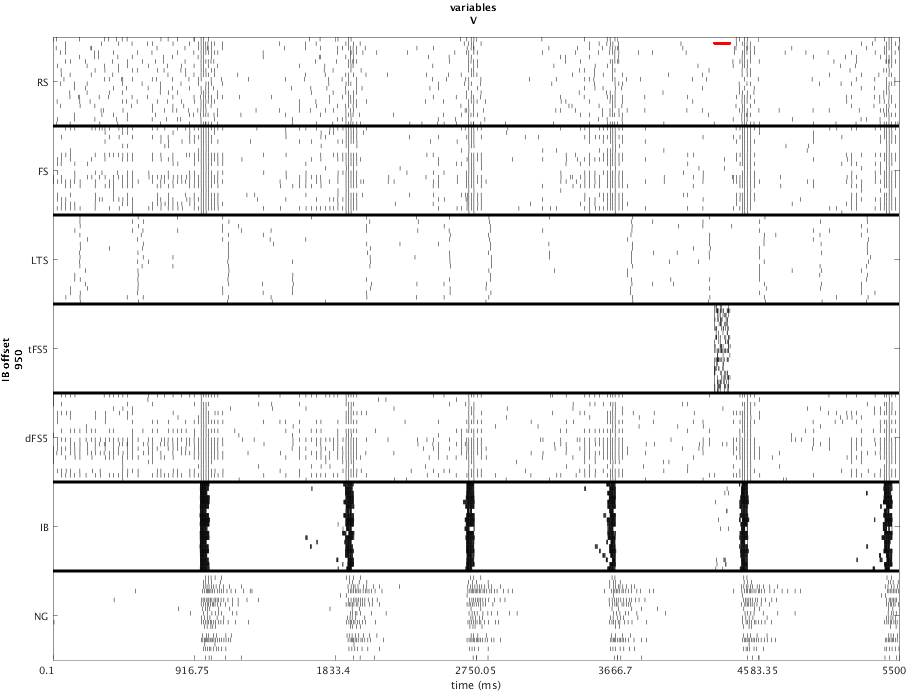 variables
V
RS
FS
LTS
tFS5
dFS5
IB
NG
IB offset
950
0.1 916.75 1833.4 2750.05 3666.7 4583.35 5500
time (ms)